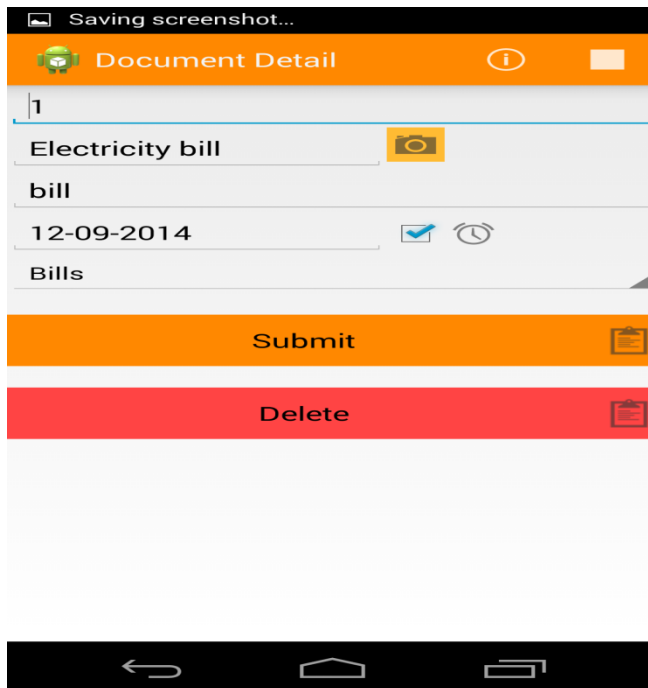 Saving screenshot...
Document Detail
1
Electricity bill
bill
12-09-2014
Bills
Submit
Delete